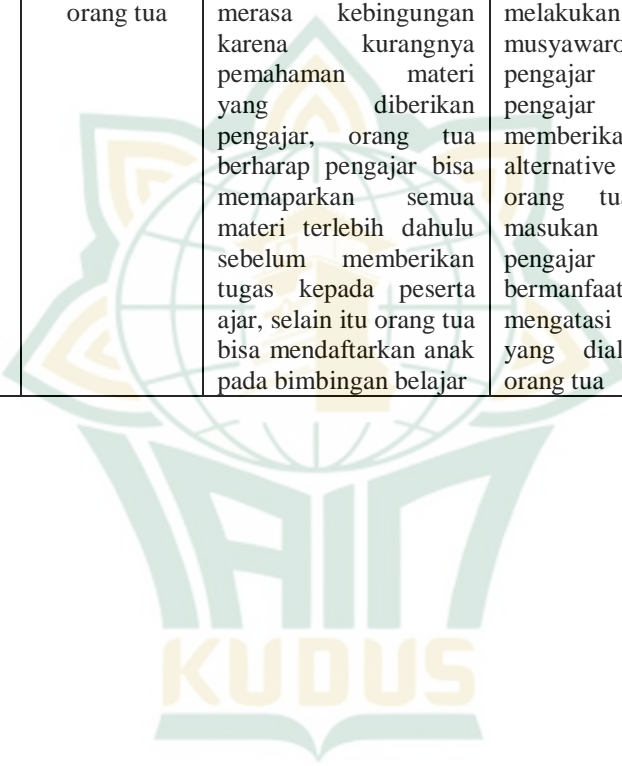 orang tua
merasa kebingungan
karena kurangnya
pemahaman materi
yang diberikan
pengajar, orang tua
berharap pengajar bisa
memaparkan semua
materi terlebih dahulu
sebelum memberikan
tugas kepada peserta
ajar, selain itu orang tua
bisa mendaftarkan anak
pada bimbingan belajar
melakukan
pengajar
pengajar
alternative
orang
masukan
pengajar
mengatasi
yang
orang tua
IAIN
KUDUS